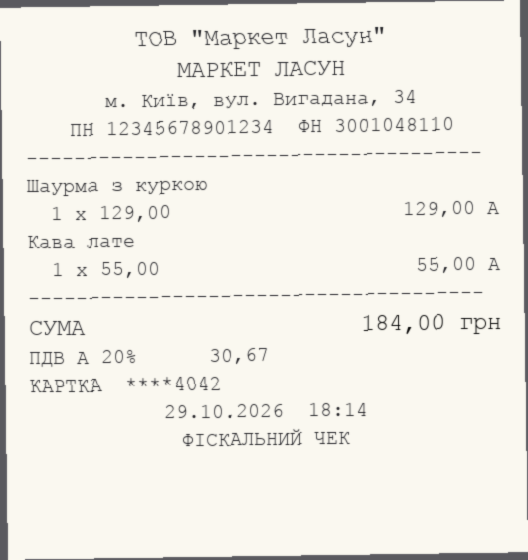 ТОВ "Маркет Ласун"
МАРКЕТ ЛАСУН
м. Київ, вул. Вигадана, 34
ПН 12345678901234 ФН 3001048110
----------------------------------------
Шаурма з куркою
1 x 129,00 129,00 А
Кава лате
1 x 55,00 55,00 А
----------------------------------------
СУМА 184,00 грн
ПДВ А 20% 30,67
КАРТКА ****4042
29.10.2026 18:14
ФІСКАЛЬНИЙ ЧЕК